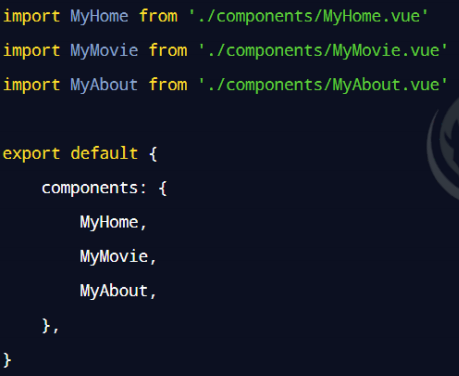 import MyHome from './components/MyHome.vue'
import MyMovie from './components/MyMovie.vue'
import MyAbout from './components/MyAbout.vue'

export default {
    components: {
        MyHome,
        MyMovie,
        MyAbout,
    },
}